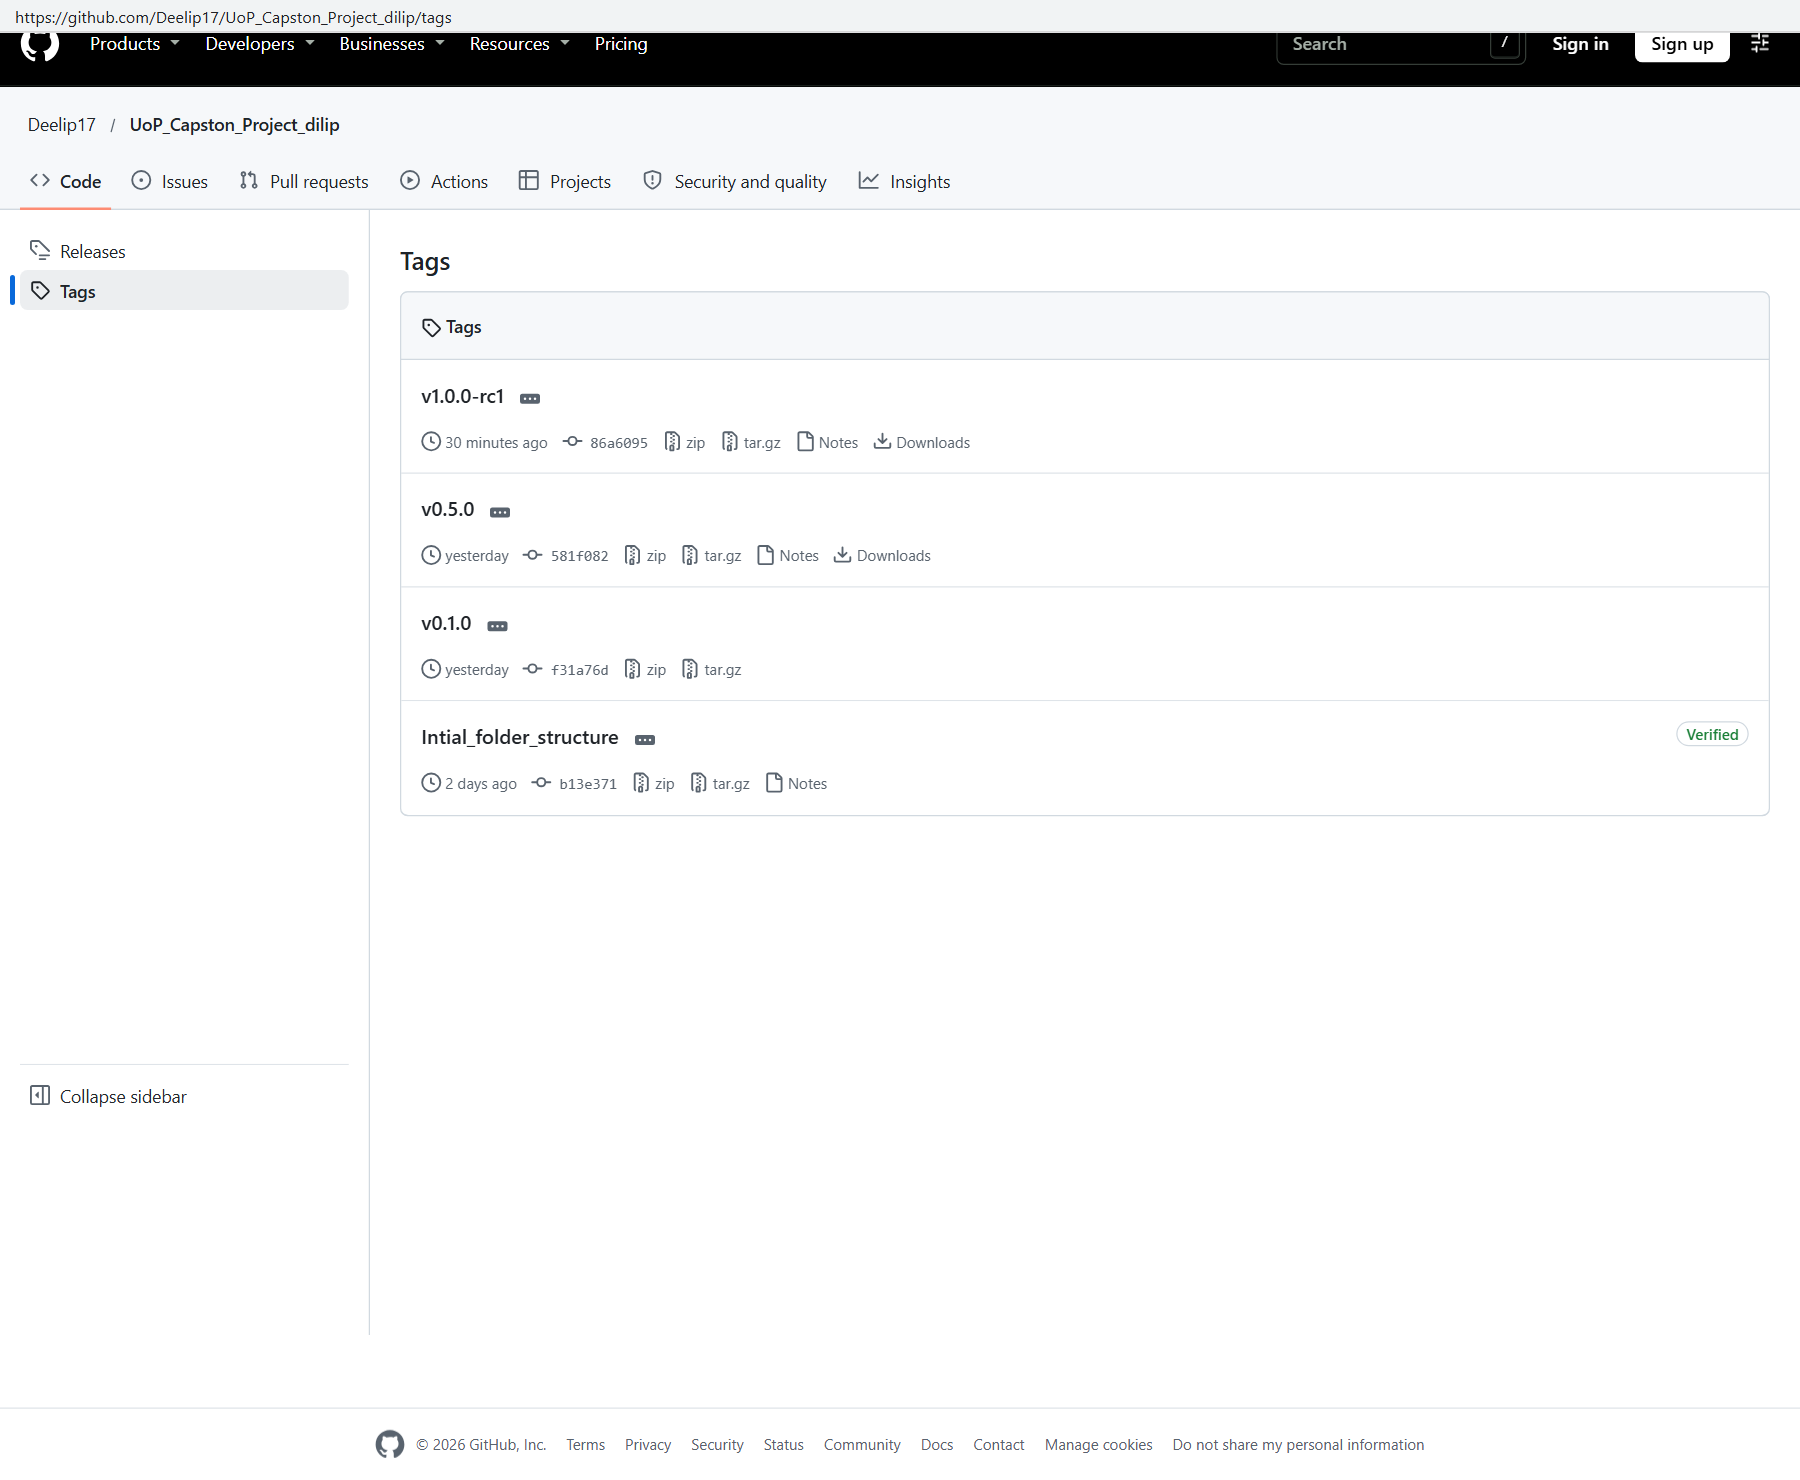 https://github.com/Deelip17/UoP_Capston_Project_dilip/tags
Products Developers Businesses Resources Pricing Search / Sign in Sign up
Deelip17 / UoP_Capston_Project_dilip
Code Issues Pull requests Actions Projects Security and quality Insights
Releases
Tags
Tags
Tags
v1.0.0-rc1
30 minutes ago 86a6095 zip tar.gz Notes Downloads
v0.5.0
yesterday 581f082 zip tar.gz Notes Downloads
v0.1.0
yesterday f31a76d zip tar.gz
Intial_folder_structure Verified
2 days ago b13e371 zip tar.gz Notes
Collapse sidebar
© 2026 GitHub, Inc. Terms Privacy Security Status Community Docs Contact Manage cookies Do not share my personal information